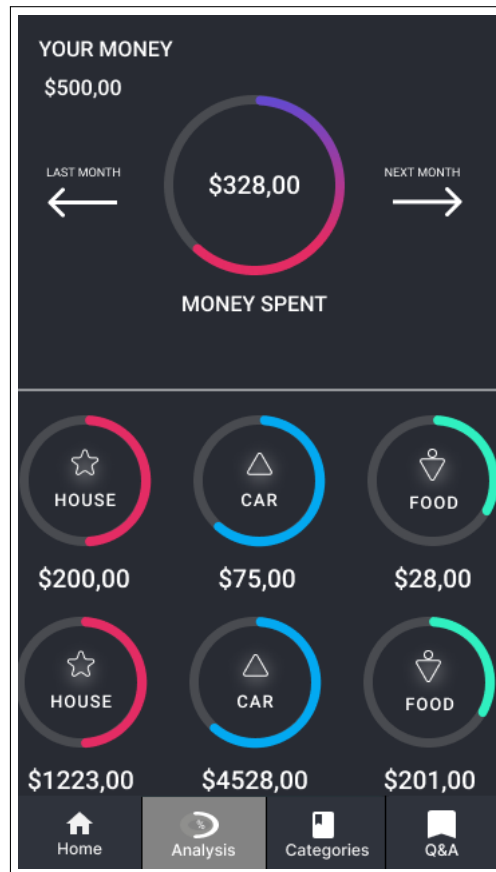 YOUR MONEY
$500,00
LAST MONTH
$328,00
NEXT MONTH
MONEY SPENT
HOUSE CAR FOOD
$200,00 $75,00 $28,00
HOUSE CAR FOOD
$1223,00 $4528,00 $201,00
%
Home Analysis Categories Q&A